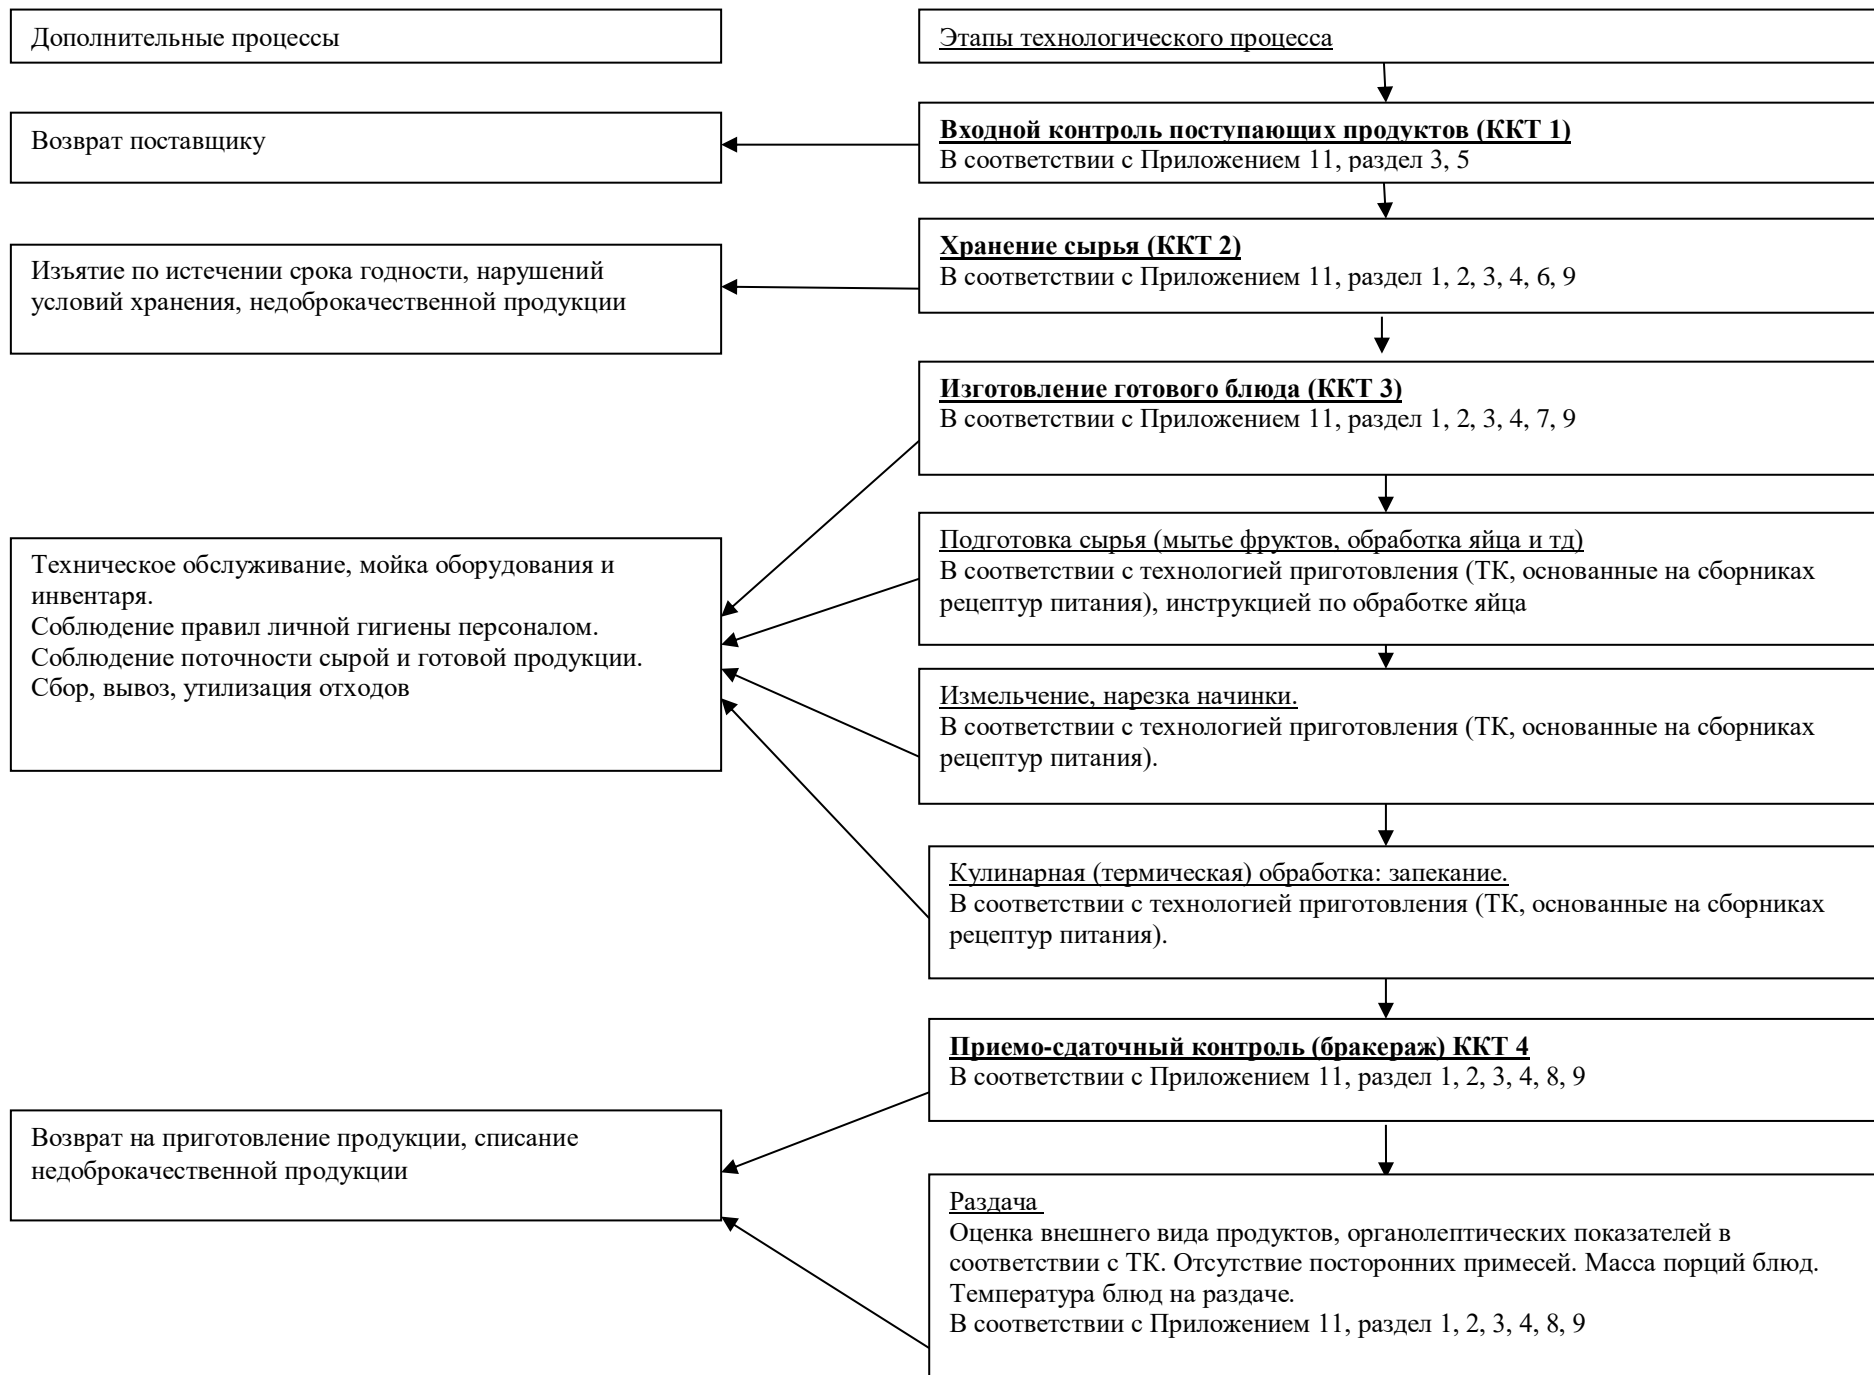 Дополнительные процессы
Этапы технологического процесса
Возврат поставщику
Входной контроль поступающих продуктов (ККТ 1)
В соответствии с Приложением 11, раздел 3, 5
Изъятие по истечении срока годности, нарушений
условий хранения, недоброкачественной продукции
Хранение сырья (ККТ 2)
В соответствии с Приложением 11, раздел 1, 2, 3, 4, 6, 9
Изготовление готового блюда (ККТ 3)
В соответствии с Приложением 11, раздел 1, 2, 3, 4, 7, 9
Техническое обслуживание, мойка оборудования и
инвентаря.
Соблюдение правил личной гигиены персоналом.
Соблюдение поточности сырой и готовой продукции.
Сбор, вывоз, утилизация отходов
Подготовка сырья (мытье фруктов, обработка яйца и тд)
В соответствии с технологией приготовления (ТК, основанные на сборниках
рецептур питания), инструкцией по обработке яйца
Измельчение, нарезка начинки.
В соответствии с технологией приготовления (ТК, основанные на сборниках
рецептур питания).
Кулинарная (термическая) обработка: запекание.
В соответствии с технологией приготовления (ТК, основанные на сборниках
рецептур питания).
Приемо-сдаточный контроль (бракераж) ККТ 4
В соответствии с Приложением 11, раздел 1, 2, 3, 4, 8, 9
Возврат на приготовление продукции, списание
недоброкачественной продукции
Раздача
Оценка внешнего вида продуктов, органолептических показателей в
соответствии с ТК. Отсутствие посторонних примесей. Масса порций блюд.
Температура блюд на раздаче.
В соответствии с Приложением 11, раздел 1, 2, 3, 4, 8, 9